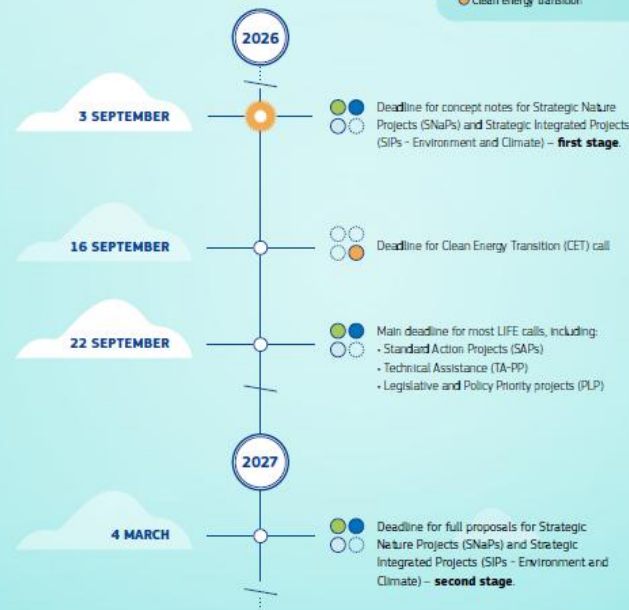 Clean energy transition
2026
3 SEPTEMBER
Deadline for concept notes for Strategic Nature
Projects (SNaPs) and Strategic Integrated Projects
(SIPs - Environment and Climate) – first stage.
16 SEPTEMBER
Deadline for Clean Energy Transition (CET) call
22 SEPTEMBER
Main deadline for most LIFE calls, including:
• Standard Action Projects (SAPs)
• Technical Assistance (TA-PP)
• Legislative and Policy Priority projects (PLP)
2027
4 MARCH
Deadline for full proposals for Strategic
Nature Projects (SNaPs) and Strategic
Integrated Projects (SIPs - Environment and
Climate) – second stage.